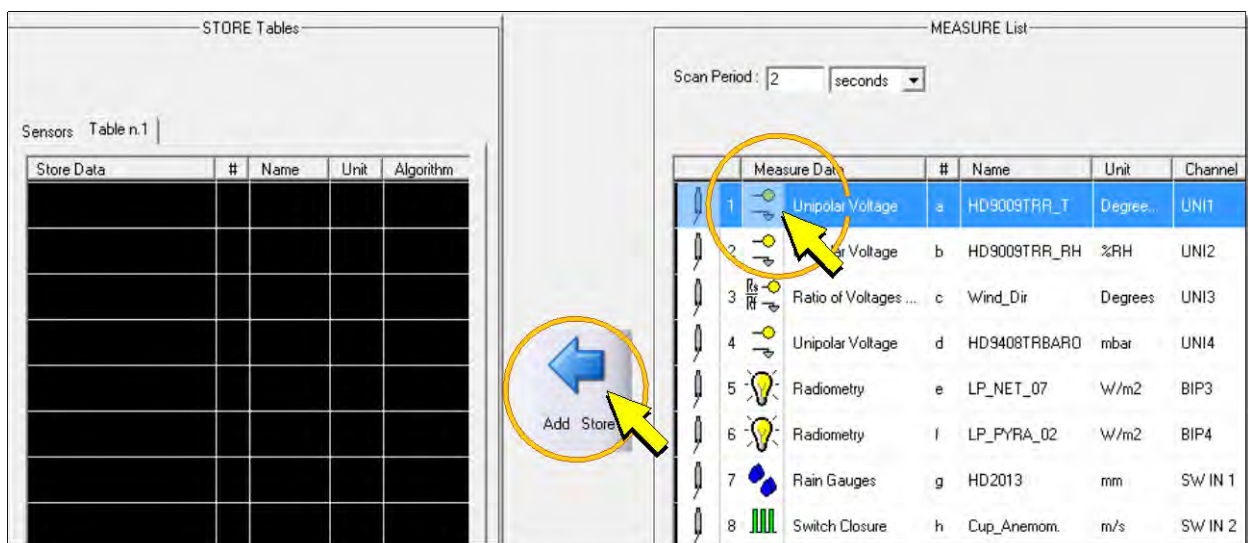 STORE Tables
MEASURE List
Scan Period : 2 seconds
Sensors Table n.1
Store Data # Name Unit Algorithm
Measure Data # Name Unit Channel
1 Unipolar Voltage a HD9009TRR_T Degree... UNI1
2 Voltage b HD9009TRR_RH %RH UNI2
3 Rs Rf Ratio of Voltages ... c Wind_Dir Degrees UNI3
4 Unipolar Voltage d HD9408TRBARO mbar UNI4
5 Radiometry e LP_NET_07 W/m2 BIP3
6 Radiometry f LP_PYRA_02 W/m2 BIP4
7 Rain Gauges g HD2013 mm SW IN 1
8 Switch Closure h Cup_Anemom. m/s SW IN 2
Add Store